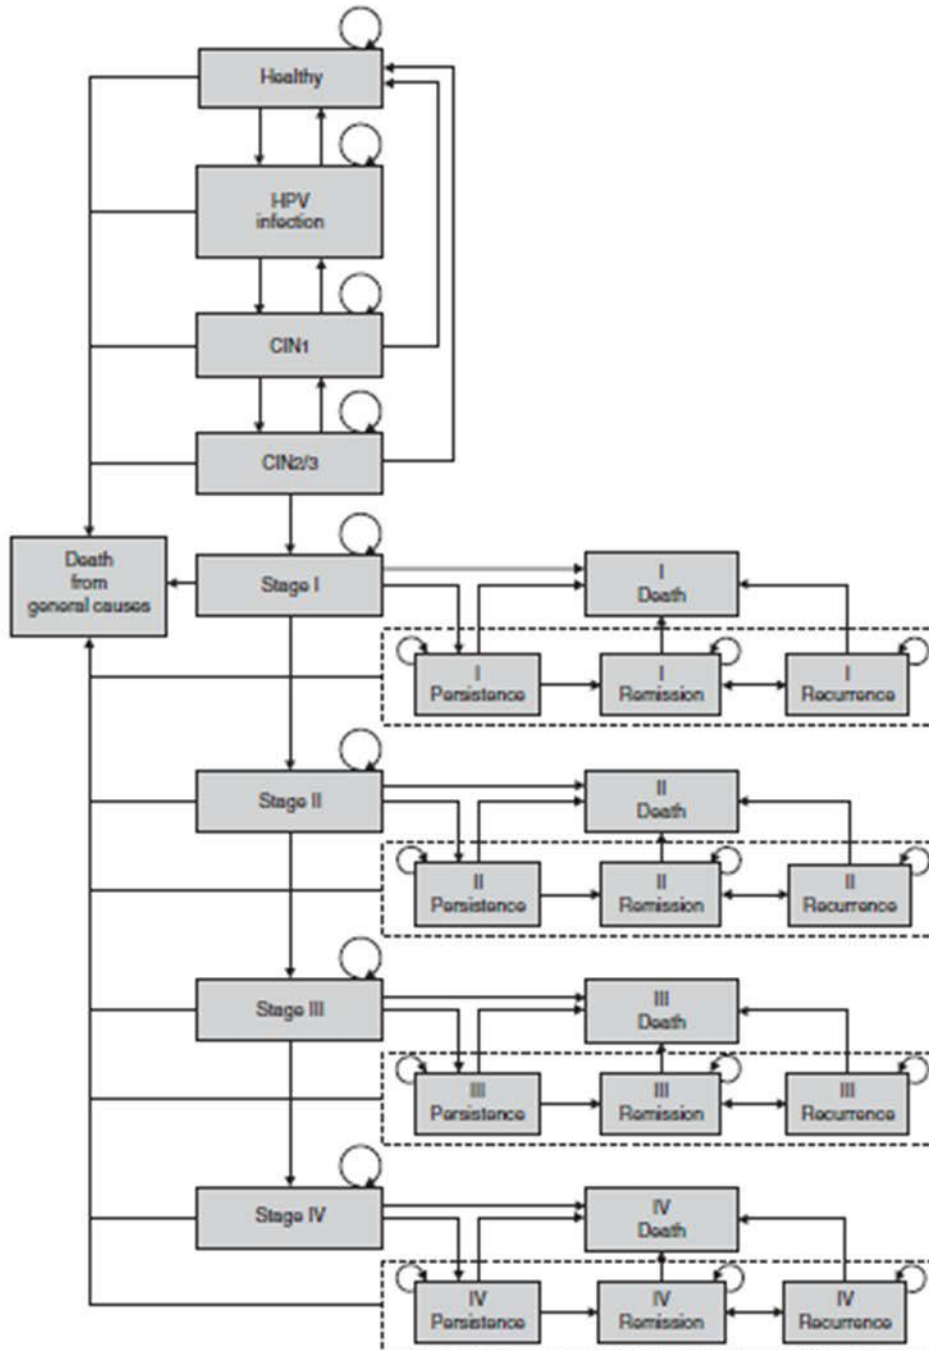 Healthy
HPV
infection
CIN1
CIN2/3
Death
from
general causes
Stage I
I
Death
I
Persistence
I
Remission
I
Recurrence
Stage II
II
Death
II
Persistence
II
Remission
II
Recurrence
Stage III
III
Death
III
Persistence
III
Remission
III
Recurrence
Stage IV
IV
Death
IV
Persistence
IV
Remission
IV
Recurrence